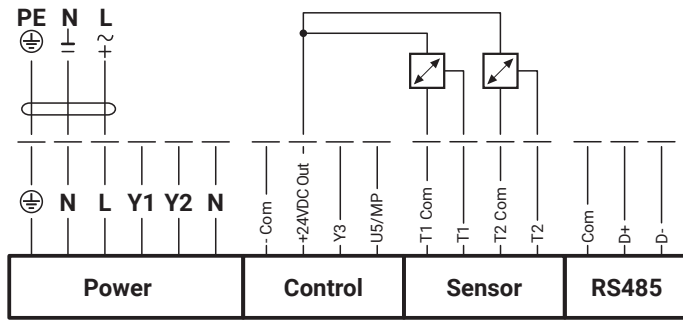 PE N L
N L Y1 Y2 N
- Com
+24VDC Out -
Y3
U5/MP
T1 Com
T1
T2 Com
T2
Com
D+
D-
Power Control Sensor RS485